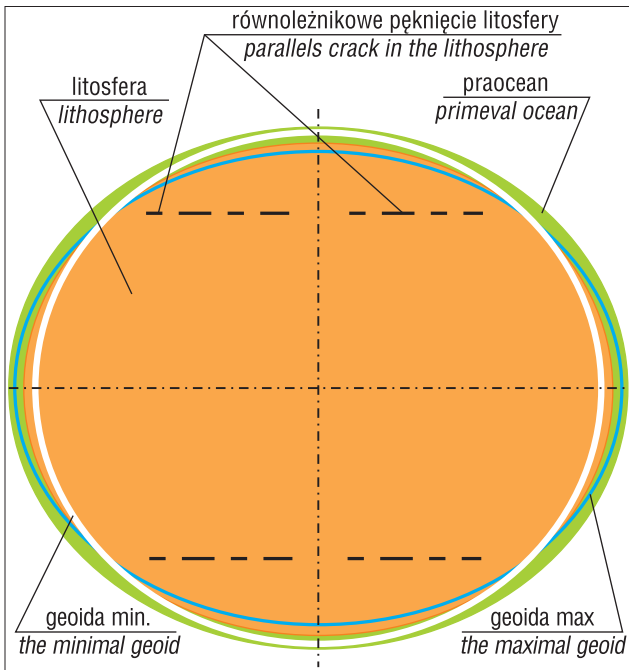 równoleżnikowe pęknięcie litosfery
parallels crack in the lithosphere
litosfera
lithosphere
praocean
primeval ocean
geoida min.
the minimal geoid
geoida max
the maximal geoid